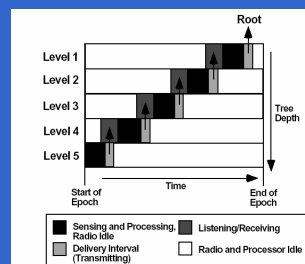 Root
Level 1
Level 2
Level 3
Level 4
Level 5
Tree
Depth
Start of
Epoch
Time
End of
Epoch
Sensing and Processing,
Radio Idle
Listening/Receiving
Delivery Interval
(Transmitting)
Radio and Processor Idle